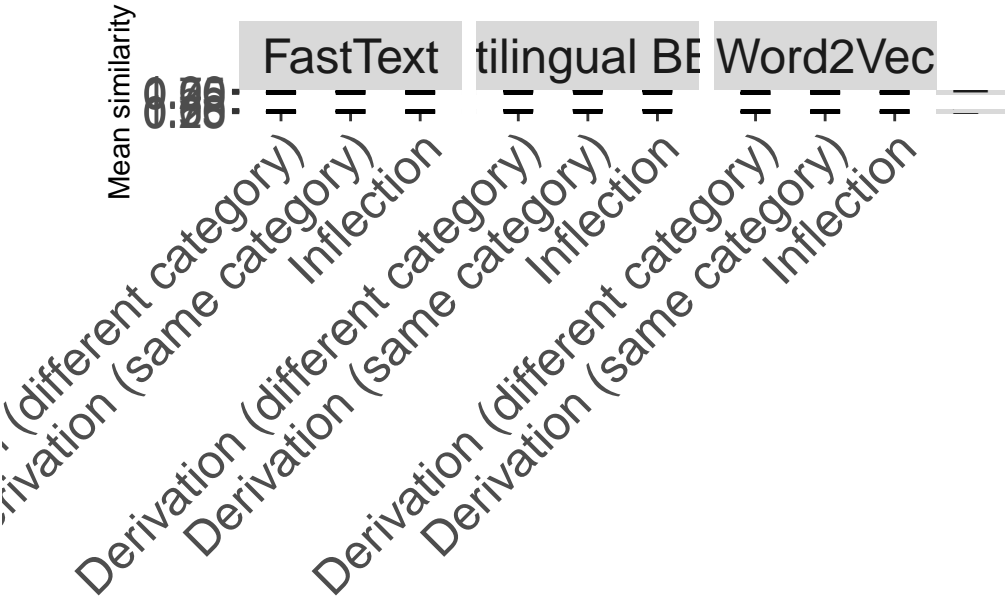 Mean similarity
FastText
tilingual BE
Word2Vec
(different category)
rivation (same category)
Inflection
Derivation (different category)
Derivation (same category)
Inflection
Derivation (different category)
Derivation (same category)
Inflection